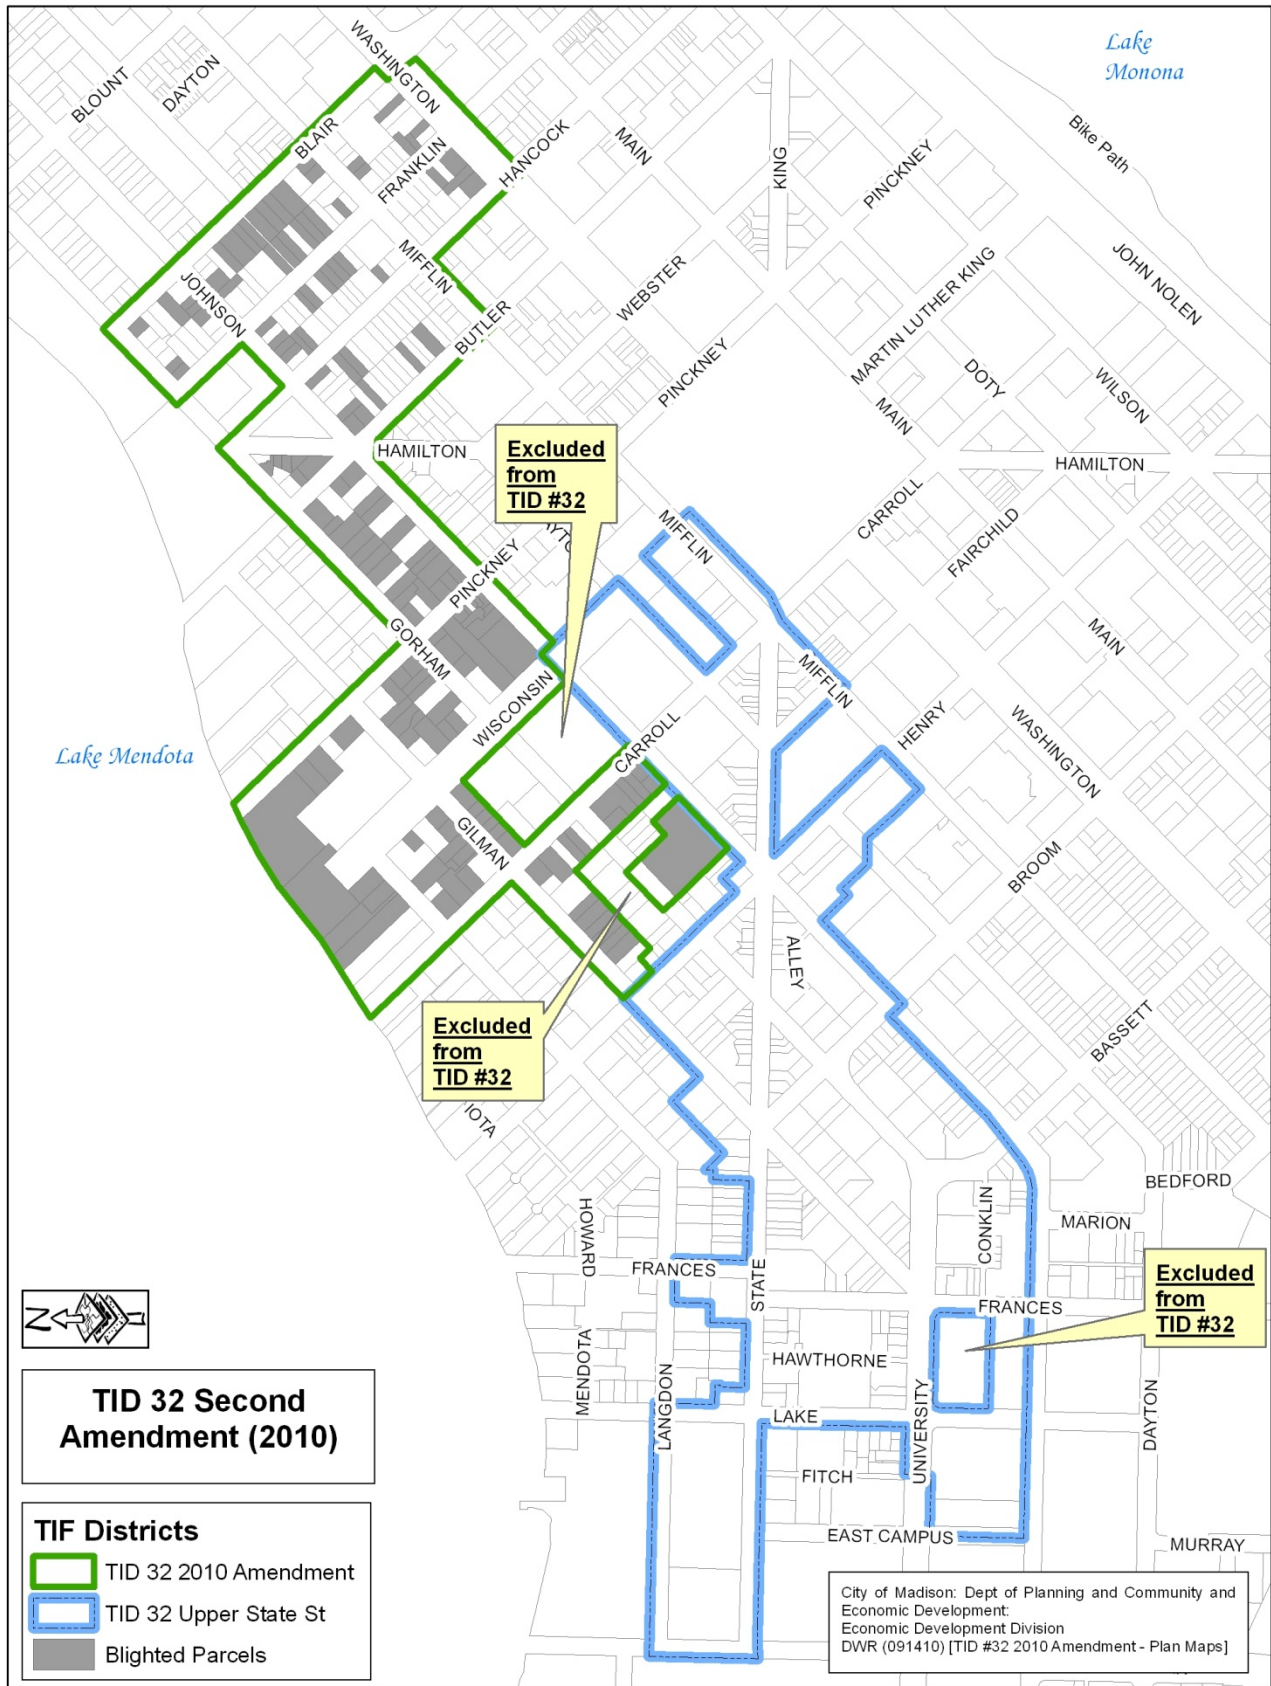 Lake
Monona
WASHINGTON
DAYTON
BLOUNT
BLAIR
FRANKLIN
HANCOCK
MAIN
KING
PINCKNEY
Bike Path
JOHN NOLEN
MIFFLIN
JOHNSON
BUTLER
WEBSTER
PINCKNEY
MARTIN LUTHER KING
DOTY
WILSON
MAIN
HAMILTON
HAMILTON
Excluded
from
TID #32
CARROLL
FAIRCHILD
MIFFLIN
PINCKNEY
GORHAM
MAIN
MIFFLIN
WISCONSIN
CARROLL
HENRY
WASHINGTON
Lake Mendota
GILMAN
BROOM
ALLEY
BASSETT
Excluded
from
TID #32
BEDFORD
HOWARD
CONKLIN
MARION
FRANCES
STATE
FRANCES
Excluded
from
TID #32
N
MENDOTA
LANGDON
HAWTHORNE
UNIVERSITY
DAYTON
LAKE
FITCH
EAST CAMPUS
MURRAY
TID 32 Second
Amendment (2010)
TIF Districts
TID 32 2010 Amendment
TID 32 Upper State St
Blighted Parcels
City of Madison: Dept of Planning and Community and
Economic Development:
Economic Development Division
DWR (091410) [TID #32 2010 Amendment - Plan Maps]